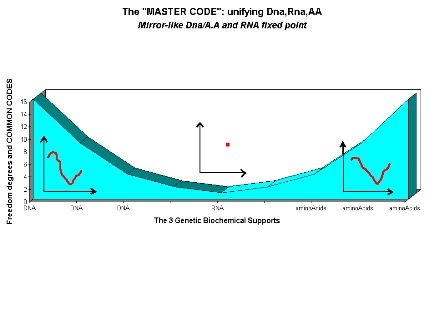 The "MASTER CODE": unifying Dna,Rna,AA
Mirror-like Dna/A.A and RNA fixed point
Freedom degrees and COMMON CODES
16
14
12
10
8
6
4
2
0
DNA DNA DNA RNA aminoAcids aminoAcids aminoAcids
The 3 Genetic Biochemical Supports